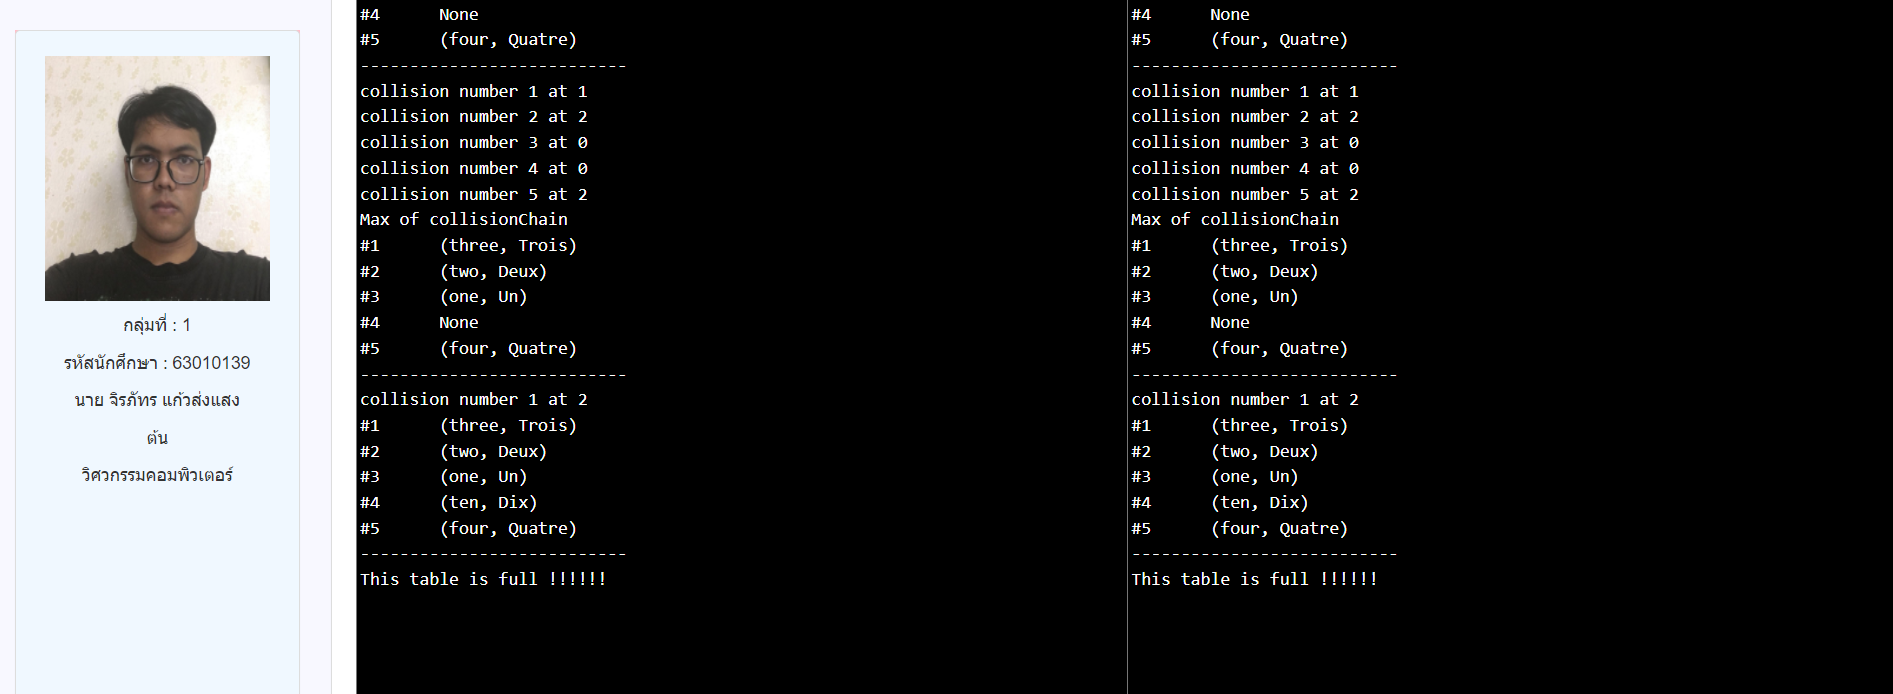 กลุ่มที่ : 1
รหัสนักศึกษา : 63010139
นาย จิรภัทร แก้วส่งแสง
ต้น
วิศวกรรมคอมพิวเตอร์
#4 None
#5 (four, Quatre)
---------------------------
collision number 1 at 1
collision number 2 at 2
collision number 3 at 0
collision number 4 at 0
collision number 5 at 2
Max of collisionChain
#1 (three, Trois)
#2 (two, Deux)
#3 (one, Un)
#4 None
#5 (four, Quatre)
---------------------------
collision number 1 at 2
#1 (three, Trois)
#2 (two, Deux)
#3 (one, Un)
#4 (ten, Dix)
#5 (four, Quatre)
---------------------------
This table is full !!!!!!
#4 None
#5 (four, Quatre)
---------------------------
collision number 1 at 1
collision number 2 at 2
collision number 3 at 0
collision number 4 at 0
collision number 5 at 2
Max of collisionChain
#1 (three, Trois)
#2 (two, Deux)
#3 (one, Un)
#4 None
#5 (four, Quatre)
---------------------------
collision number 1 at 2
#1 (three, Trois)
#2 (two, Deux)
#3 (one, Un)
#4 (ten, Dix)
#5 (four, Quatre)
---------------------------
This table is full !!!!!!